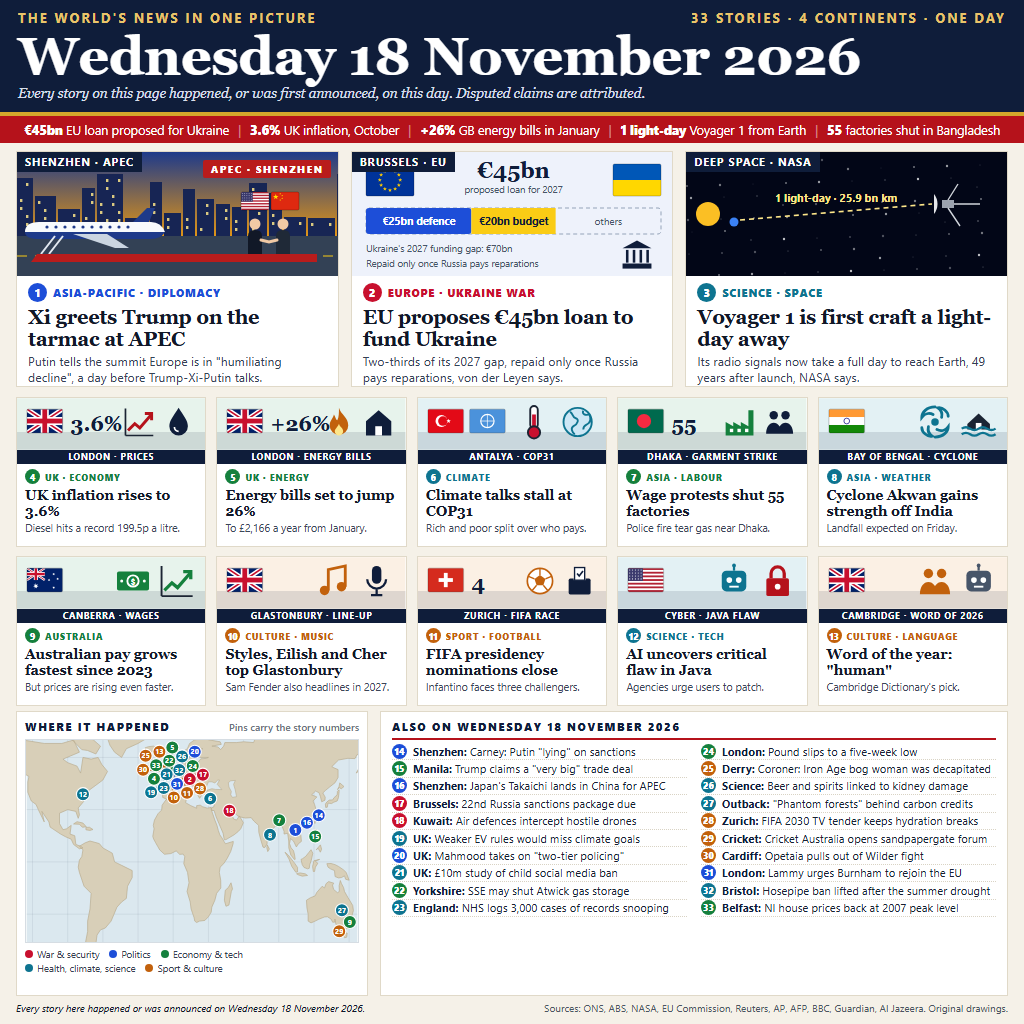 THE WORLD'S NEWS IN ONE PICTURE
33 STORIES · 4 CONTINENTS · ONE DAY
Wednesday 18 November 2026
Every story on this page happened, or was first announced, on this day. Disputed claims are attributed.
€45bn EU loan proposed for Ukraine | 3.6% UK inflation, October | +26% GB energy bills in January | 1 light-day Voyager 1 from Earth | 55 factories shut in Bangladesh
SHENZHEN · APEC
APEC · SHENZHEN
1 ASIA-PACIFIC · DIPLOMACY
Xi greets Trump on the
tarmac at APEC
Putin tells the summit Europe is in "humiliating
decline", a day before Trump-Xi-Putin talks.
BRUSSELS · EU
€45bn
proposed loan for 2027
€25bn defence
€20bn budget
others
Ukraine's 2027 funding gap: €70bn
Repaid only once Russia pays reparations
2 EUROPE · UKRAINE WAR
EU proposes €45bn loan to
fund Ukraine
Two-thirds of its 2027 gap, repaid only once Russia
pays reparations, von der Leyen says.
DEEP SPACE · NASA
1 light-day · 25.9 bn km
3 SCIENCE · SPACE
Voyager 1 is first craft a light-
day away
Its radio signals now take a full day to reach Earth, 49
years after launch, NASA says.
3.6%
LONDON · PRICES
4 UK · ECONOMY
UK inflation rises to
3.6%
Diesel hits a record 199.5p a litre.
+26%
LONDON · ENERGY BILLS
5 UK · ENERGY
Energy bills set to jump
26%
To £2,166 a year from January.
ANTALYA · COP31
6 CLIMATE
Climate talks stall at
COP31
Rich and poor split over who pays.
55
DHAKA · GARMENT STRIKE
7 ASIA · LABOUR
Wage protests shut 55
factories
Police fire tear gas near Dhaka.
BAY OF BENGAL · CYCLONE
8 ASIA · WEATHER
Cyclone Akwan gains
strength off India
Landfall expected on Friday.
CANBERRA · WAGES
9 AUSTRALIA
Australian pay grows
fastest since 2023
But prices are rising even faster.
GLASTONBURY · LINE-UP
10 CULTURE · MUSIC
Styles, Eilish and Cher
top Glastonbury
Sam Fender also headlines in 2027.
4
ZURICH · FIFA RACE
11 SPORT · FOOTBALL
FIFA presidency
nominations close
Infantino faces three challengers.
CYBER · JAVA FLAW
12 SCIENCE · TECH
AI uncovers critical
flaw in Java
Agencies urge users to patch.
CAMBRIDGE · WORD OF 2026
13 CULTURE · LANGUAGE
Word of the year:
"human"
Cambridge Dictionary's pick.
WHERE IT HAPPENED
Pins carry the story numbers
War & security
Politics
Economy & tech
Health, climate, science
Sport & culture
ALSO ON WEDNESDAY 18 NOVEMBER 2026
14 Shenzhen: Carney: Putin "lying" on sanctions
15 Manila: Trump claims a "very big" trade deal
16 Shenzhen: Japan's Takaichi lands in China for APEC
17 Brussels: 22nd Russia sanctions package due
18 Kuwait: Air defences intercept hostile drones
19 UK: Weaker EV rules would miss climate goals
20 UK: Mahmood takes on "two-tier policing"
21 UK: £10m study of child social media ban
22 Yorkshire: SSE may shut Atwick gas storage
23 England: NHS logs 3,000 cases of records snooping
24 London: Pound slips to a five-week low
25 Derry: Coroner: Iron Age bog woman was decapitated
26 Science: Beer and spirits linked to kidney damage
27 Outback: "Phantom forests" behind carbon credits
28 Zurich: FIFA 2030 TV tender keeps hydration breaks
29 Cricket: Cricket Australia opens sandpapergate forum
30 Cardiff: Opetaia pulls out of Wilder fight
31 London: Lammy urges Burnham to rejoin the EU
32 Bristol: Hosepipe ban lifted after the summer drought
33 Belfast: NI house prices back at 2007 peak level
Every story here happened or was announced on Wednesday 18 November 2026.
Sources: ONS, ABS, NASA, EU Commission, Reuters, AP, AFP, BBC, Guardian, Al Jazeera. Original drawings.